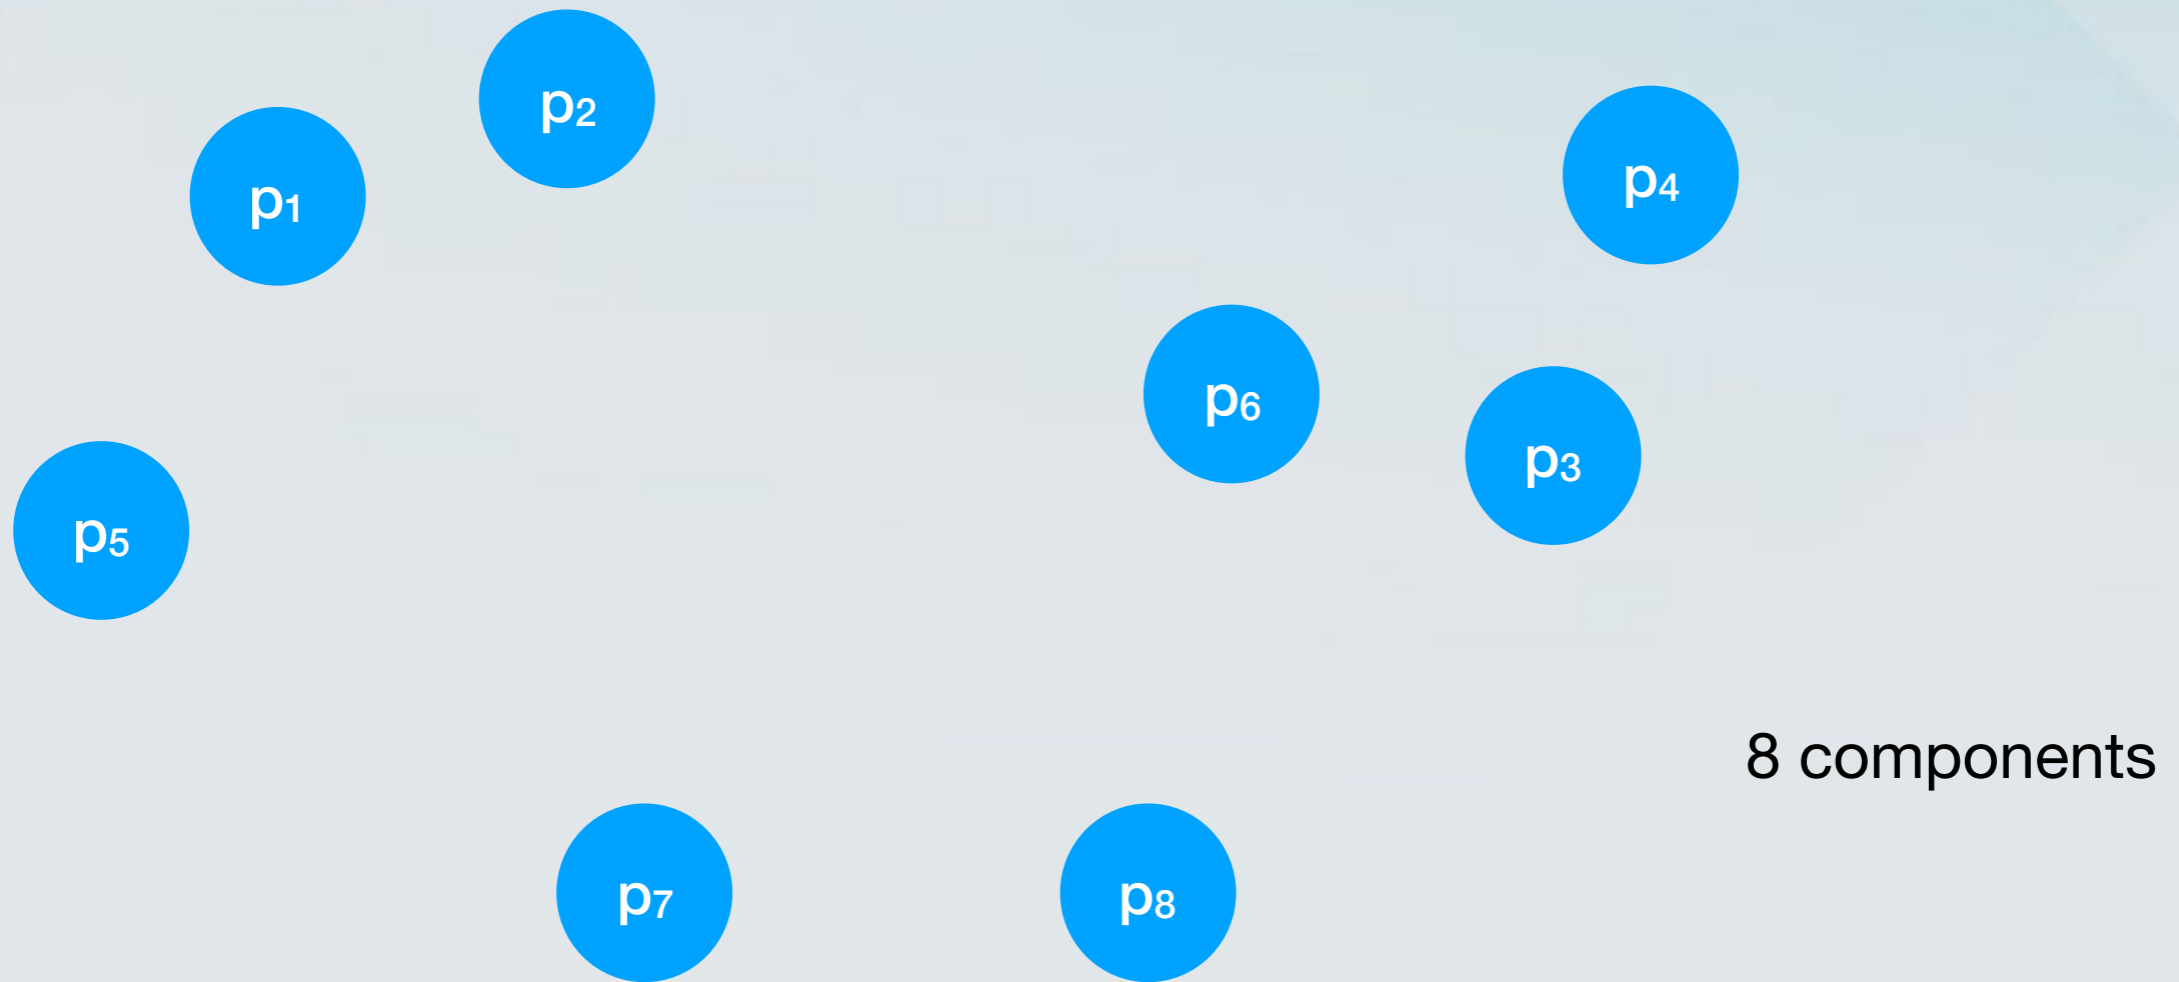 p₂
p₁
p₄
p₆
p₃
p₅
8 components
p₇
p₈